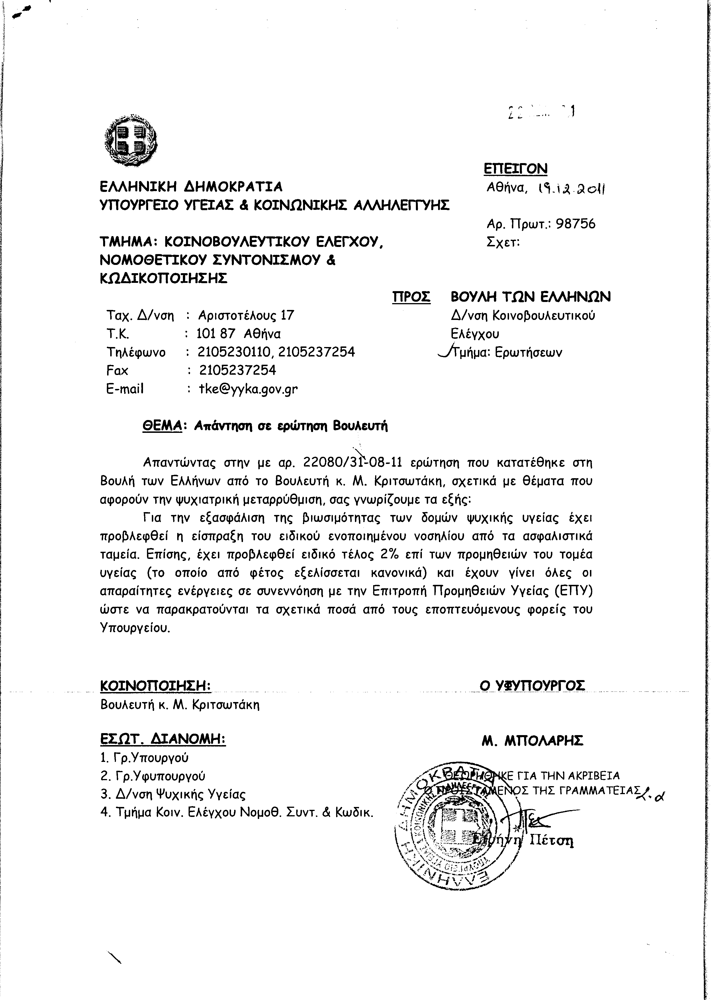 ΕΠΕΙΓΟΝ
ΕΛΛΗΝΙΚΗ ΔΗΜΟΚΡΑΤΙΑ
Αθήνα, 19.12.2011
ΥΠΟΥΡΓΕΙΟ ΥΓΕΙΑΣ & ΚΟΙΝΩΝΙΚΗΣ ΑΛΛΗΛΕΓΓΥΗΣ
Αρ. Πρωτ.: 98756
ΤΜΗΜΑ: ΚΟΙΝΟΒΟΥΛΕΥΤΙΚΟΥ ΕΛΕΓΧΟΥ,
Σχετ:
ΝΟΜΟΘΕΤΙΚΟΥ ΣΥΝΤΟΝΙΣΜΟΥ &
ΚΩΔΙΚΟΠΟΙΗΣΗΣ
ΠΡΟΣ ΒΟΥΛΗ ΤΩΝ ΕΛΛΗΝΩΝ
Ταχ. Δ/νση : Αριστοτέλους 17
Δ/νση Κοινοβουλευτικού
Τ.Κ. : 101 87 Αθήνα
Ελέγχου
Τηλέφωνο : 2105230110, 2105237254
Τμήμα: Ερωτήσεων
Fax : 2105237254
E-mail : tke@yyka.gov.gr
ΘΕΜΑ: Απάντηση σε ερώτηση Βουλευτή
Απαντώντας στην με αρ. 22080/31-08-11 ερώτηση που κατατέθηκε στη
Βουλή των Ελλήνων από το Βουλευτή κ. Μ. Κριτσωτάκη, σχετικά με θέματα που
αφορούν την ψυχιατρική μεταρρύθμιση, σας γνωρίζουμε τα εξής:
Για την εξασφάλιση της βιωσιμότητας των δομών ψυχικής υγείας έχει
προβλεφθεί η είσπραξη του ειδικού ενοποιημένου νοσηλίου από τα ασφαλιστικά
ταμεία. Επίσης, έχει προβλεφθεί ειδικό τέλος 2% επί των προμηθειών του τομέα
υγείας (το οποίο από φέτος εξελίσσεται κανονικά) και έχουν γίνει όλες οι
απαραίτητες ενέργειες σε συνεννόηση με την Επιτροπή Προμηθειών Υγείας (ΕΠΥ)
ώστε να παρακρατούνται τα σχετικά ποσά από τους εποπτευόμενους φορείς του
Υπουργείου.
ΚΟΙΝΟΠΟΙΗΣΗ:
Ο ΥΦΥΠΟΥΡΓΟΣ
Βουλευτή κ. Μ. Κριτσωτάκη
ΕΣΩΤ. ΔΙΑΝΟΜΗ:
Μ. ΜΠΟΛΑΡΗΣ
1. Γρ.Υπουργού
2. Γρ.Υφυπουργού
ΘΕΩΡΗΘΗΚΕ ΓΙΑ ΤΗΝ ΑΚΡΙΒΕΙΑ
3. Δ/νση Ψυχικής Υγείας
Ο ΠΡΟΪΣΤΑΜΕΝΟΣ ΤΗΣ ΓΡΑΜΜΑΤΕΙΑΣ
4. Τμήμα Κοιν. Ελέγχου Νομοθ. Συντ. & Κωδικ.
Ειρήνη Πέτση
ΕΛΛΗΝΙΚΗ ΔΗΜΟΚΡΑΤΙΑ